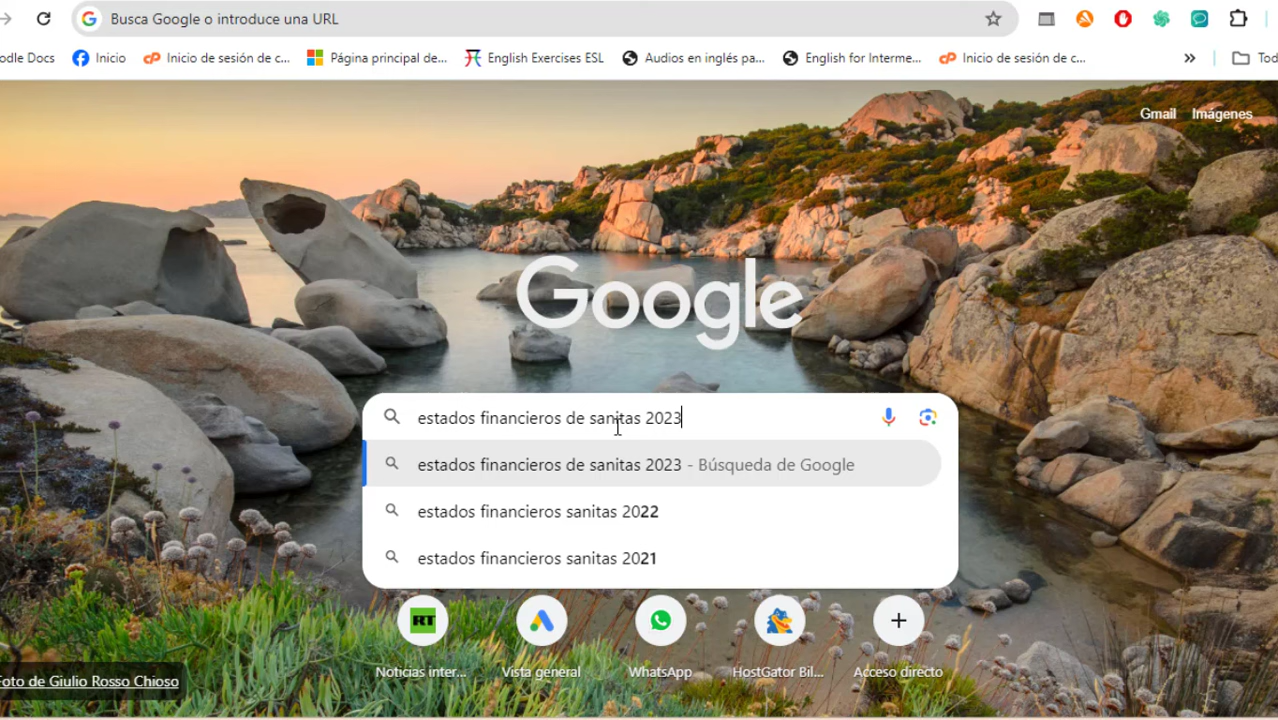 Busca Google o introduce una URL
odle Docs
Inicio
Inicio de sesión de c...
Página principal de...
English Exercises ESL
Audios en inglés pa...
English for Interme...
Inicio de sesión de c...
»
Tod
Gmail Imágenes
Google
estados financieros de sanitas 2023
estados financieros de sanitas 2023 - Búsqueda de Google
estados financieros sanitas 2022
estados financieros sanitas 2021
RT
Noticias inter...
Vista general
WhatsApp
HostGator Bil...
Acceso directo
Foto de Giulio Rosso Chioso